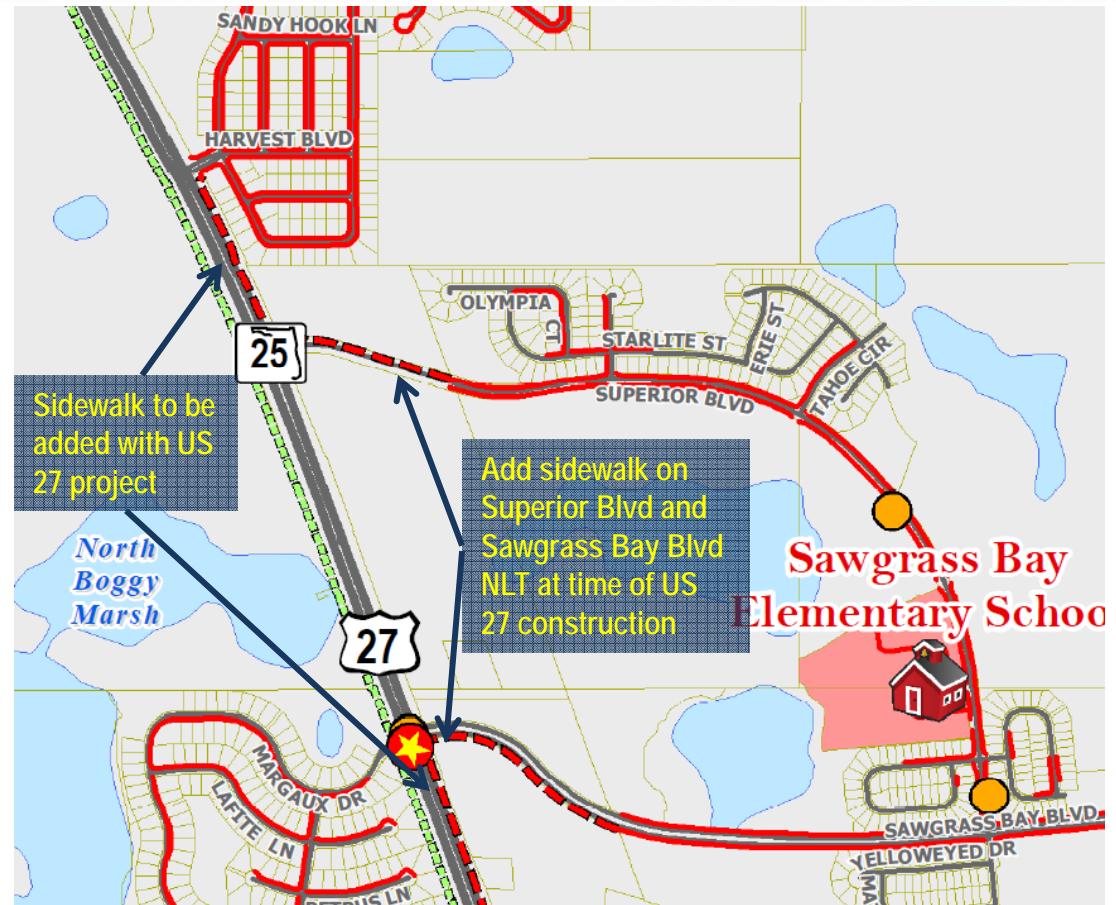 SANDY HOOK LN
HARVEST BLVD
OLYMPIA
CT
STARLITE ST
ERIE ST
TAHOE CIR
SUPERIOR BLVD
25
Sidewalk to be
added with US
27 project
Add sidewalk on
Superior Blvd and
Sawgrass Bay Blvd
NLT at time of US
27 construction
North
Boggy
Marsh
27
Sawgrass Bay
Elementary Schoo
MARGAUX DR
LAFITE LN
PETRUS LN
SAWGRASS BAY BLVD
YELLOWEYED DR
MA